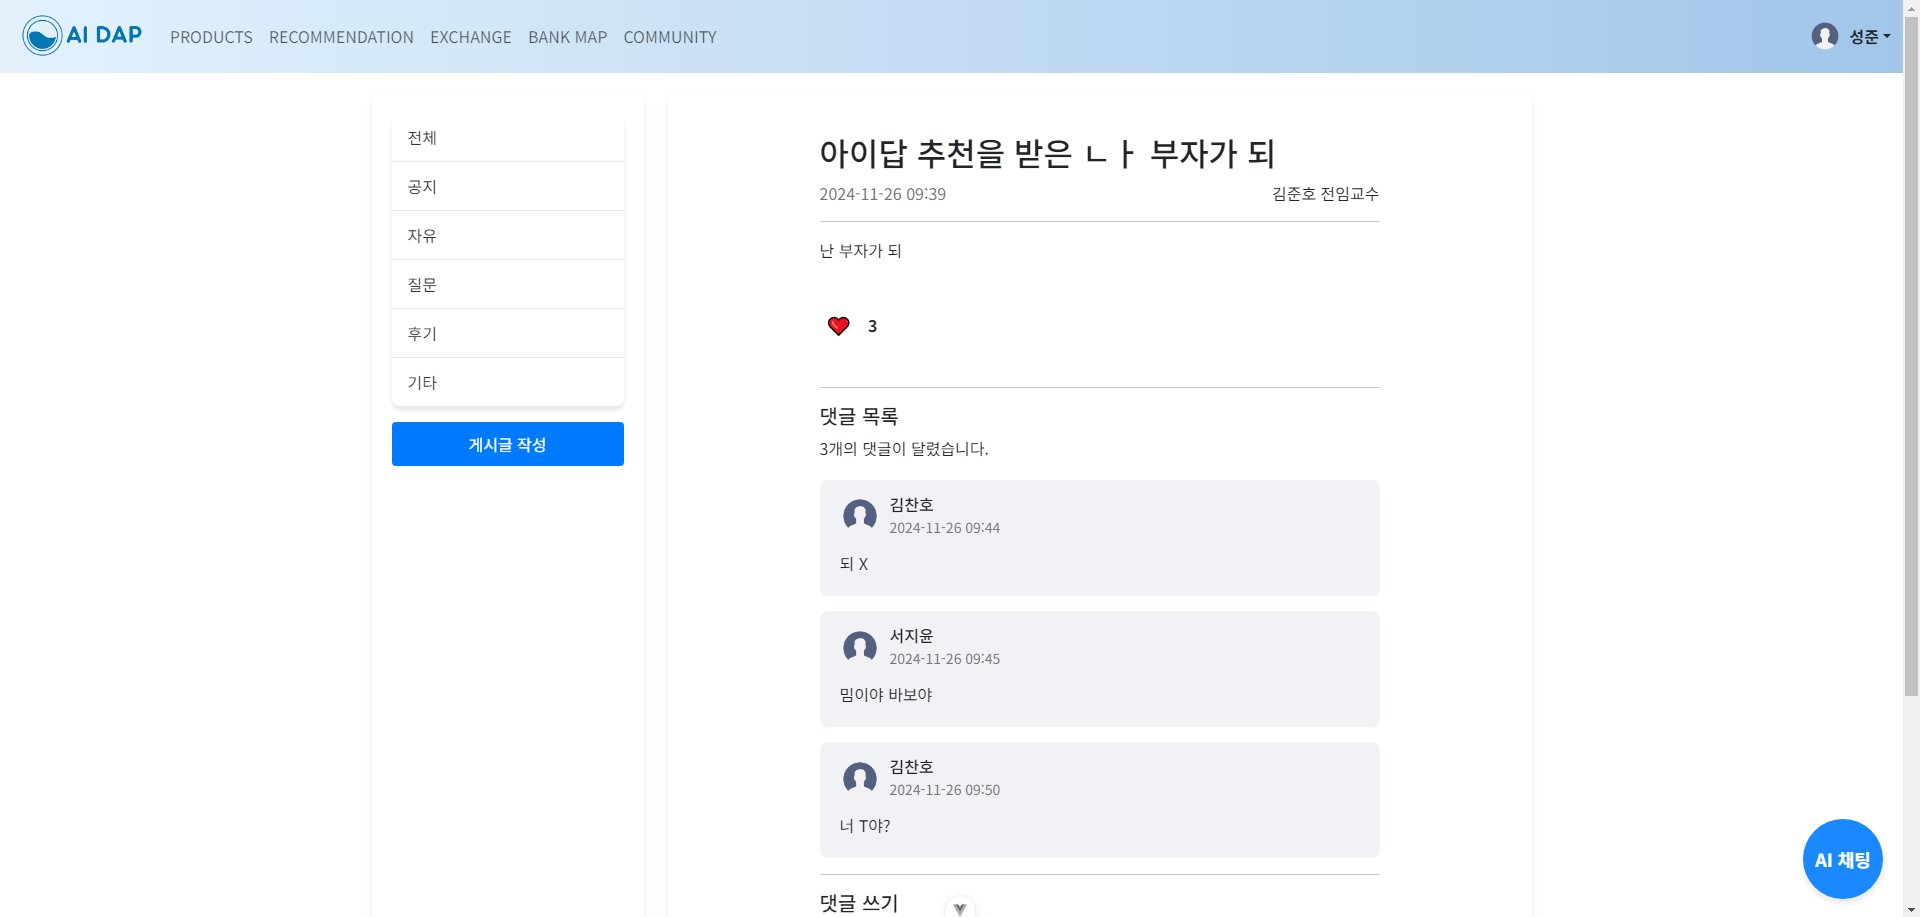 AI DAP
PRODUCTS
RECOMMENDATION
EXCHANGE
BANK MAP
COMMUNITY
성준
전체
공지
자유
질문
후기
기타
게시글 작성
아이답 추천을 받은 ㄴㅏ 부자가 되
2024-11-26 09:39
김준호 전임교수
난 부자가 되
3
댓글 목록
3개의 댓글이 달렸습니다.
김찬호
2024-11-26 09:44
되 X
서지윤
2024-11-26 09:45
밈이야 바보야
김찬호
2024-11-26 09:50
너 T야?
댓글 쓰기
AI 채팅